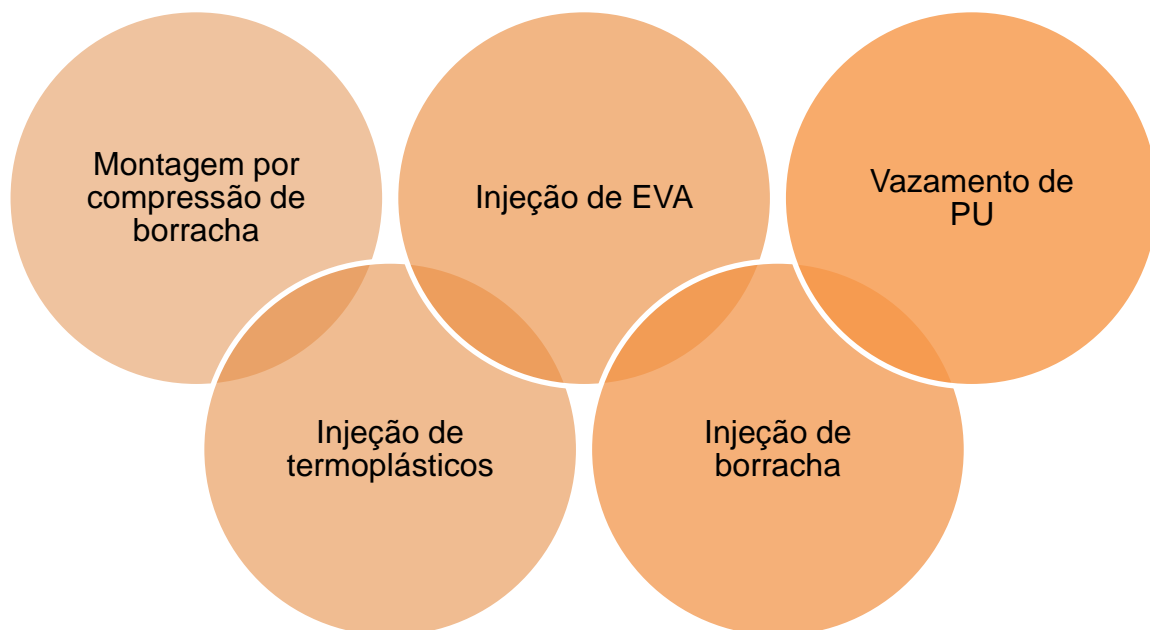 Montagem por
compressão de
borracha
Injeção de EVA
Vazamento de
PU
Injeção de
termoplásticos
Injeção de
borracha